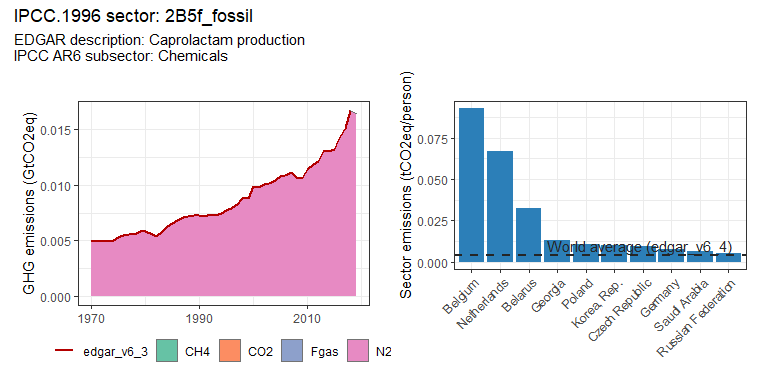 IPCC.1996 sector: 2B5f_fossil
EDGAR description: Caprolactam production
IPCC AR6 subsector: Chemicals
GHG emissions (GtCO2eq)
0.015
0.010
0.005
0.000
1970
1990
2010
edgar_v6_3
CH4
CO2
Fgas
N2
Sector emissions (tCO2eq/person)
0.075
0.050
0.025
0.000
World average (edgar_v6_4)
Belgium
Netherlands
Belarus
Georgia
Poland
Korea, Rep.
Czech Republic
Germany
Saudi Arabia
Russian Federation